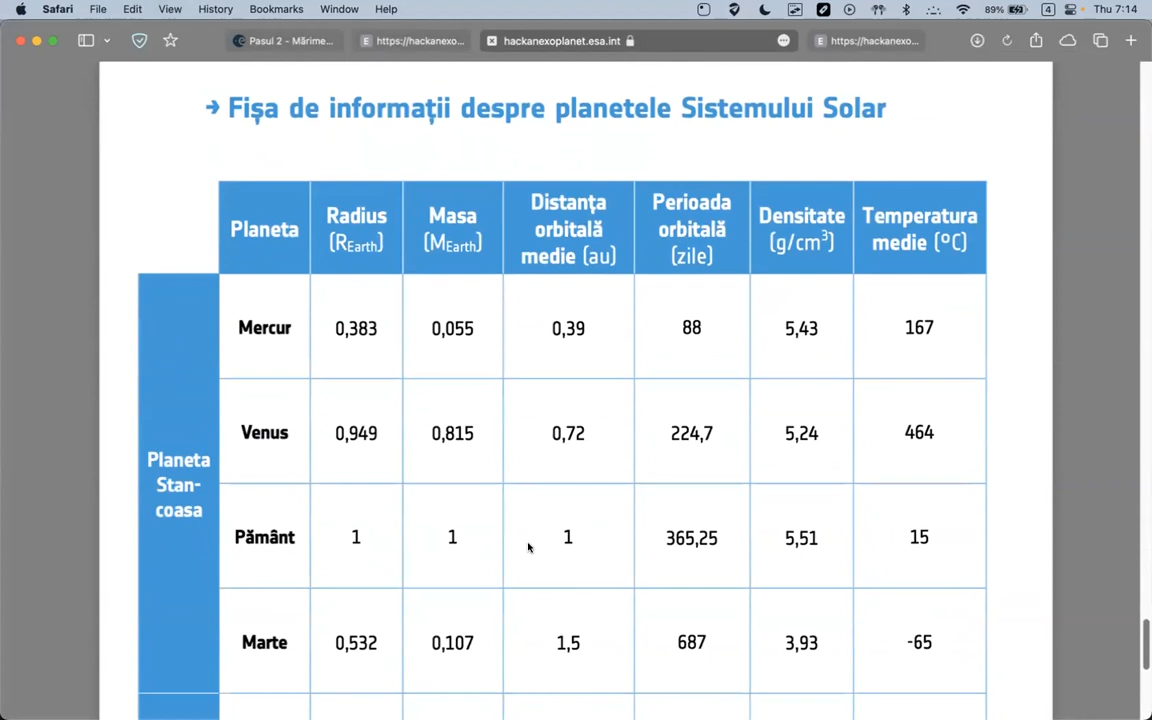 Safari File Edit View History Bookmarks Window Help 89% 4 Thu 7:14
Pasul 2 - Mărime... https://hackanexo... hackanexoplanet.esa.int https://hackanexo...
→ Fișa de informații despre planetele Sistemului Solar
Planeta Radius (REarth) Masa (MEarth) Distanța orbitală medie (au) Perioada orbitală (zile) Densitate (g/cm³) Temperatura medie (ºC)
Planeta Stan-
coasa
Mercur 0,383 0,055 0,39 88 5,43 167
Venus 0,949 0,815 0,72 224,7 5,24 464
Pământ 1 1 1 365,25 5,51 15
Marte 0,532 0,107 1,5 687 3,93 -65